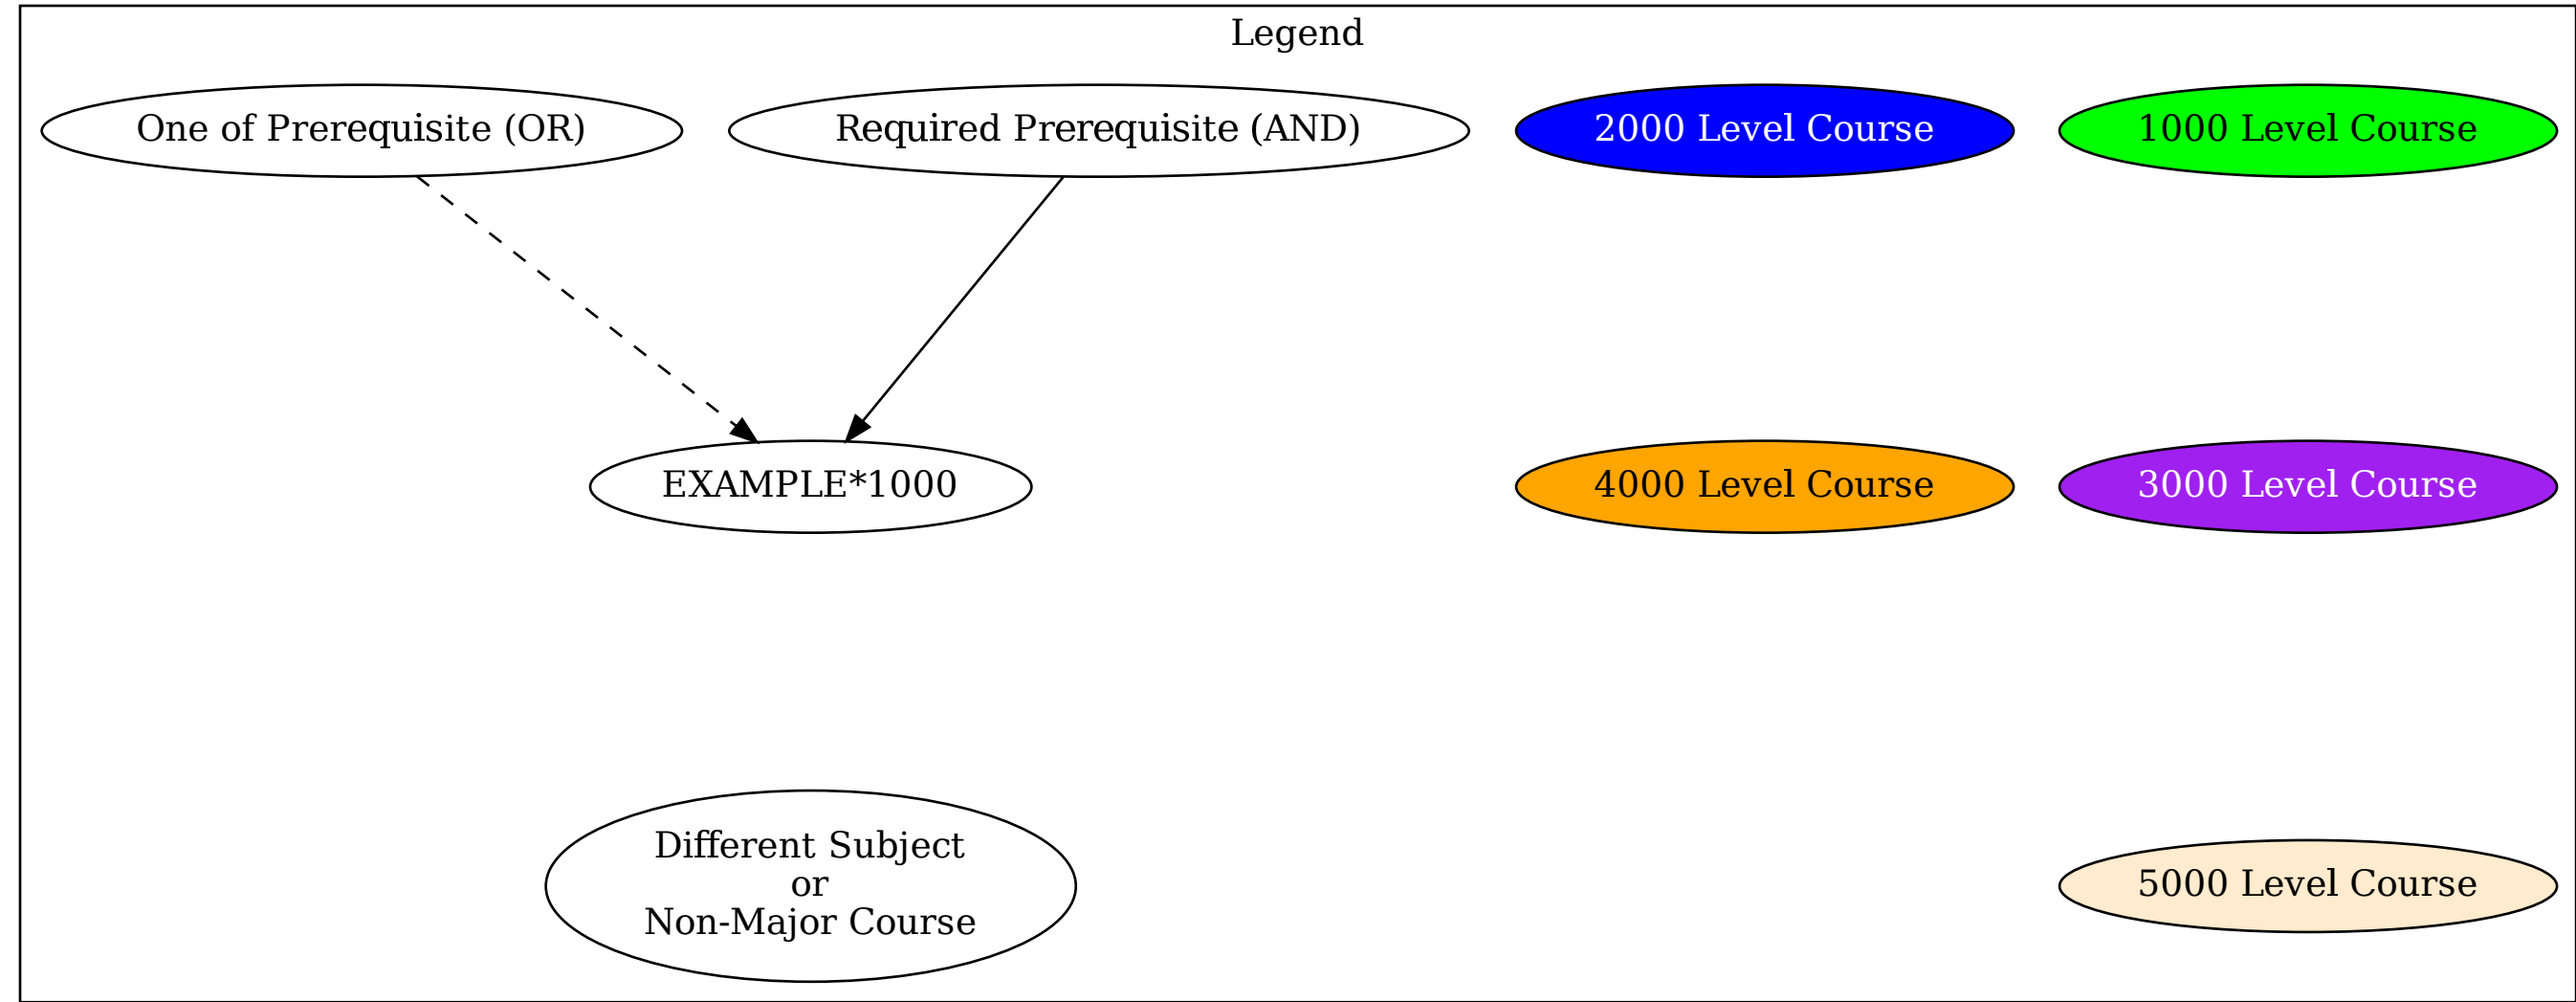 Legend
One of Prerequisite (OR)
Required Prerequisite (AND)
2000 Level Course
1000 Level Course
EXAMPLE*1000
4000 Level Course
3000 Level Course
Different Subject
or
Non-Major Course
5000 Level Course